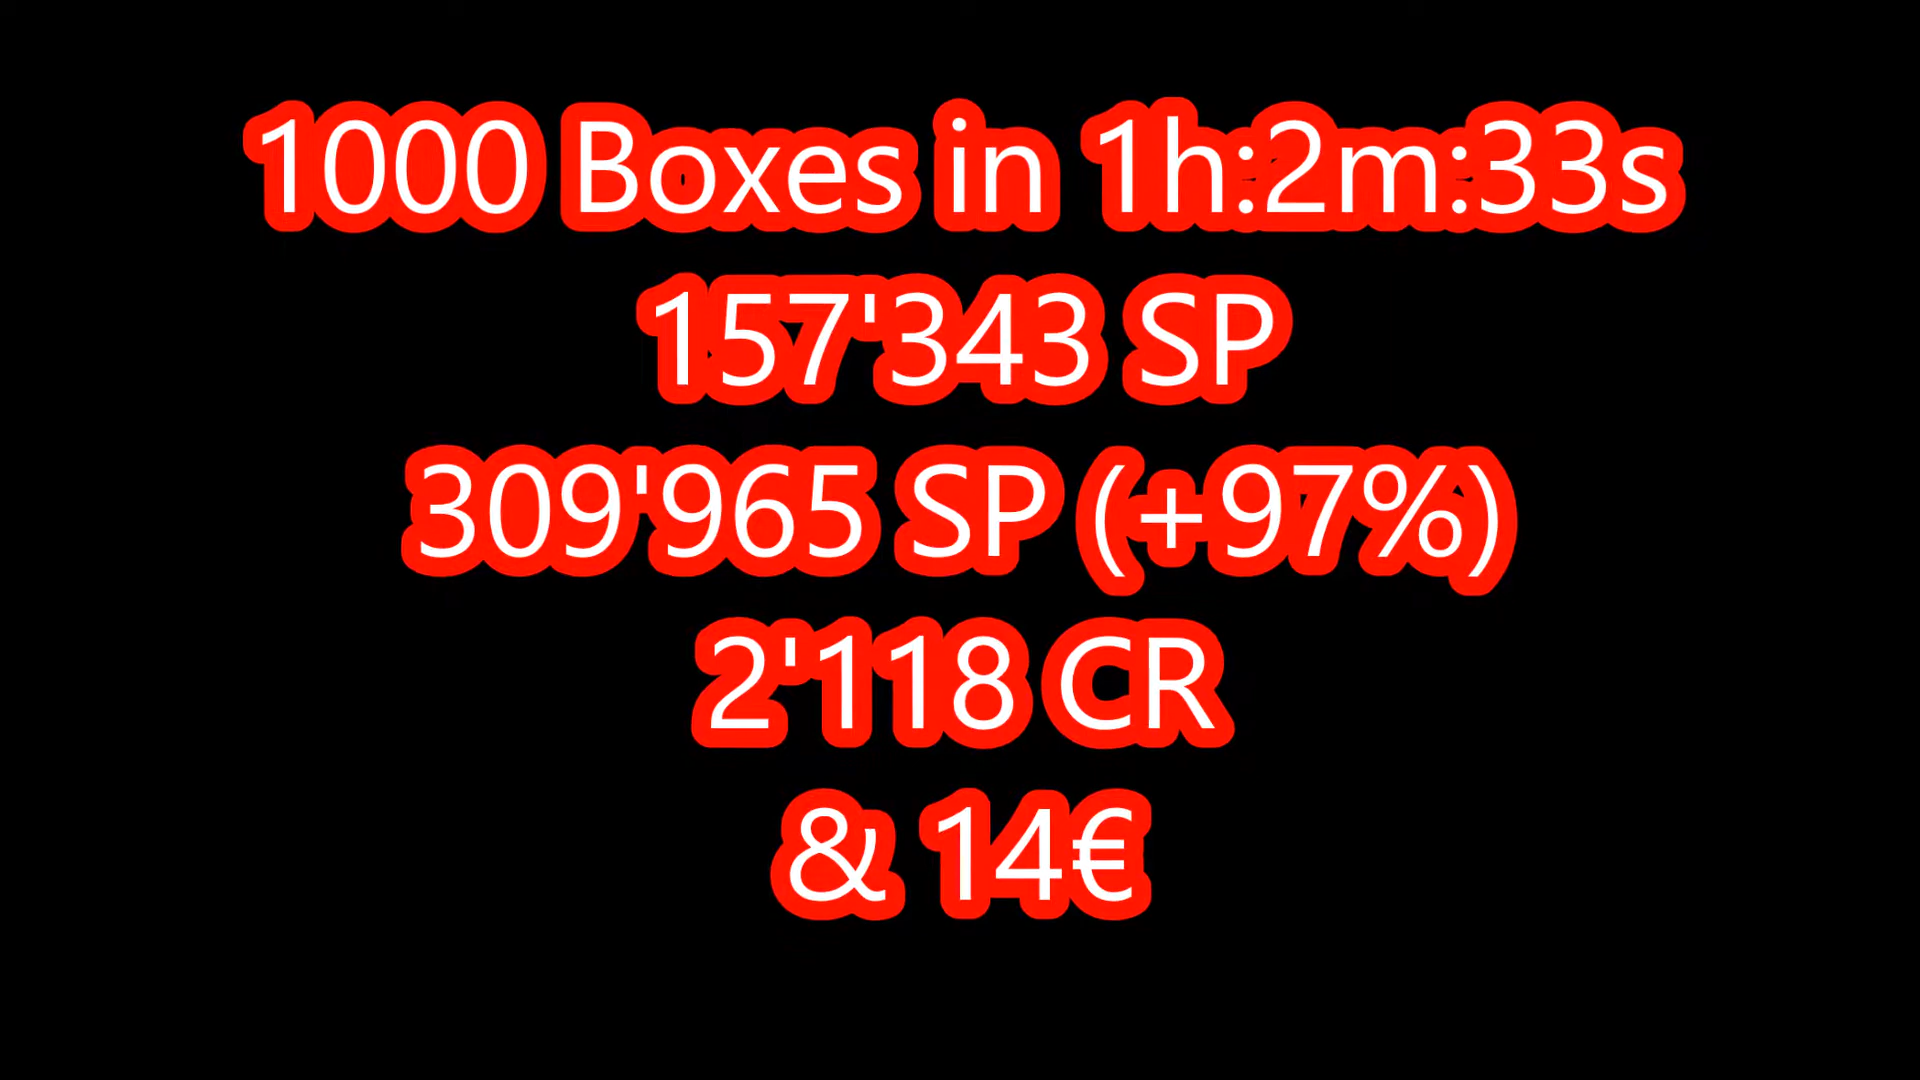 1000 Boxes in 1h:2m:33s
157'343 SP
309'965 SP (+97%)
2'118 CR
& 14€